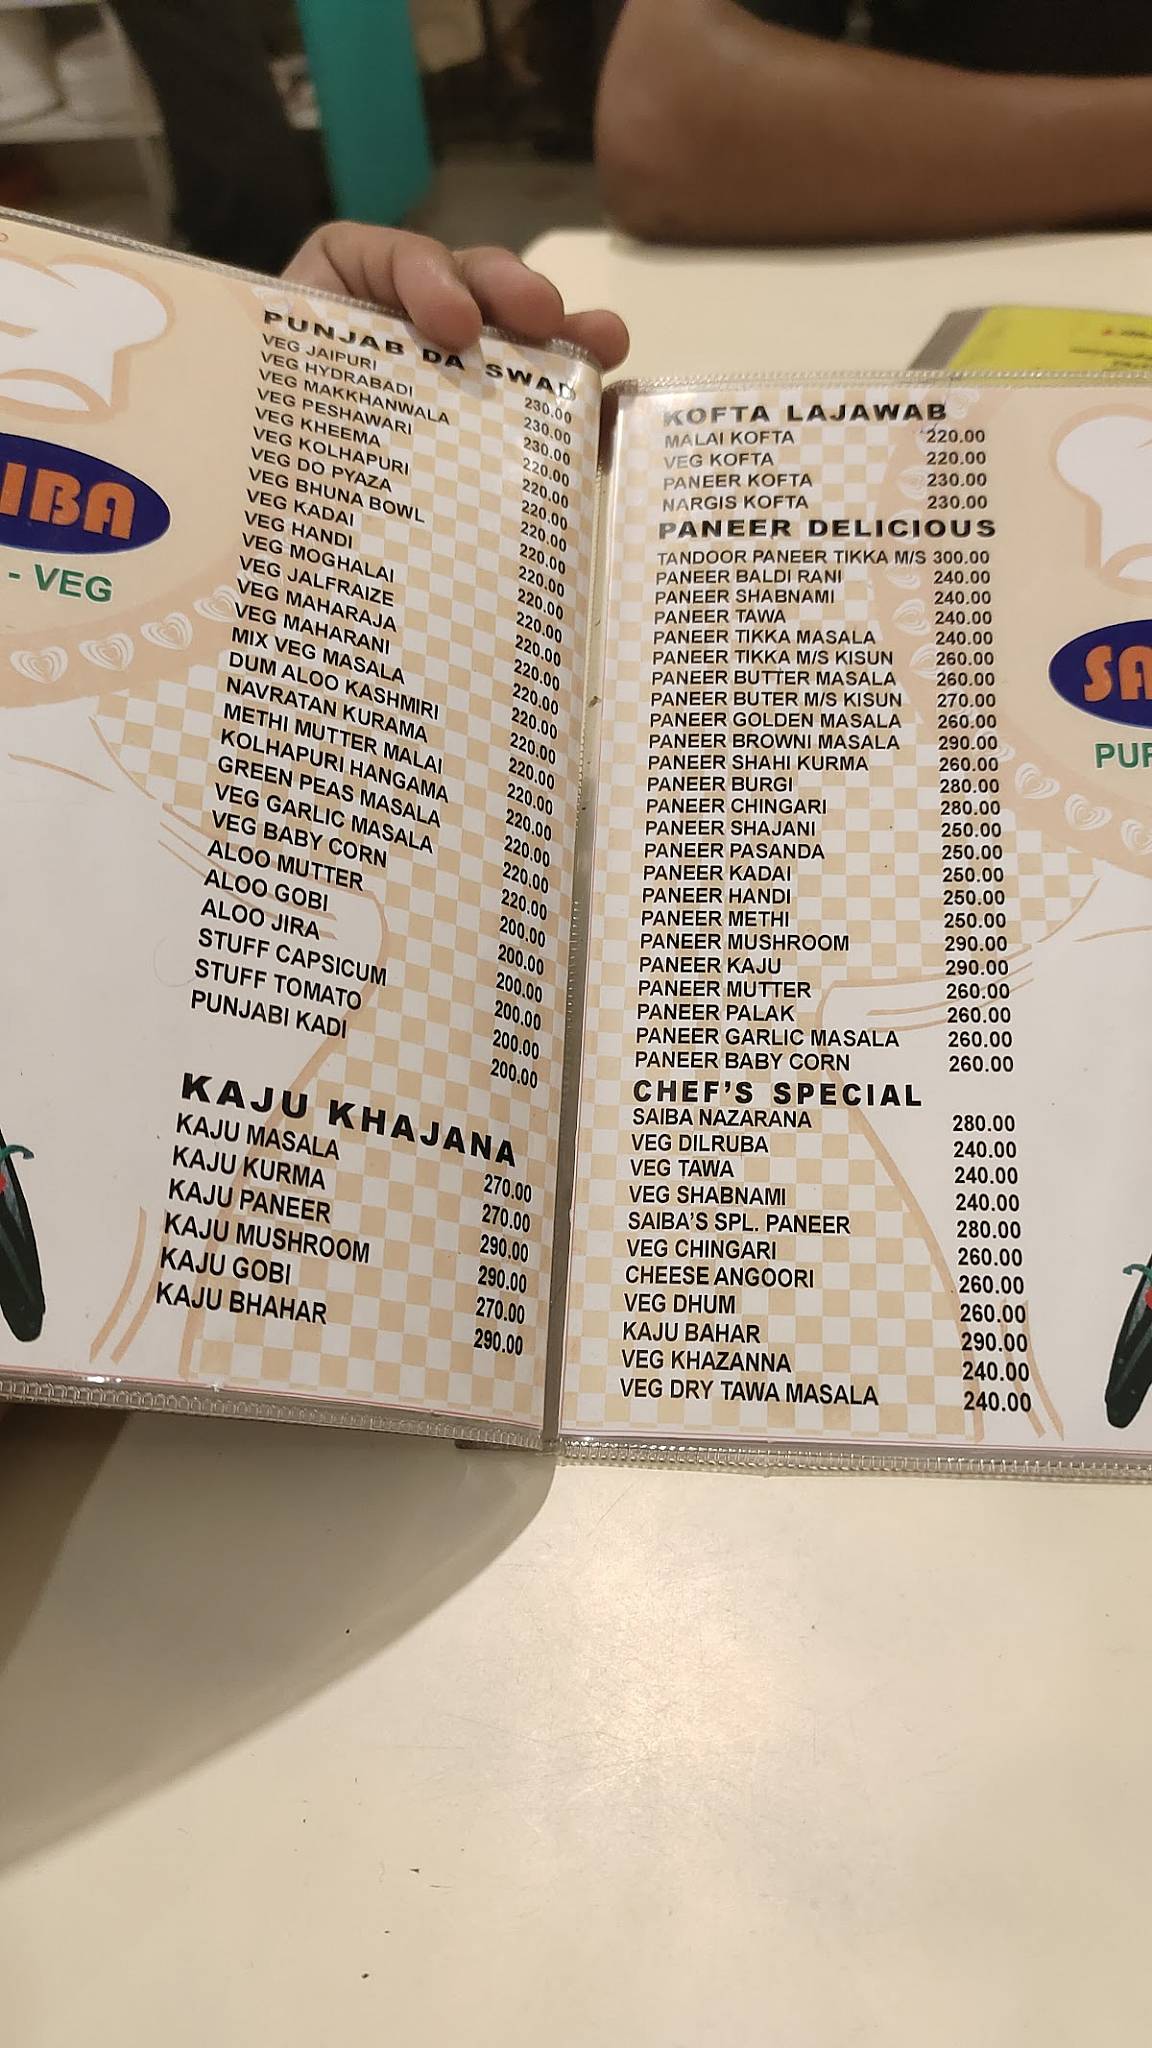 IBA
- VEG
PUNJAB DA SWAD
VEG JAIPURI 230.00
VEG HYDRABADI 230.00
VEG MAKKHANWALA 230.00
VEG PESHAWARI 220.00
VEG KHEEMA 220.00
VEG KOLHAPURI 220.00
VEG DO PYAZA 220.00
VEG BHUNA BOWL 220.00
VEG KADAI 220.00
VEG HANDI 220.00
VEG MOGHALAI 220.00
VEG JALFRAIZE 220.00
VEG MAHARAJA 220.00
VEG MAHARANI 220.00
MIX VEG MASALA 220.00
DUM ALOO KASHMIRI 220.00
NAVRATAN KURAMA 220.00
METHI MUTTER MALAI 220.00
KOLHAPURI HANGAMA 220.00
GREEN PEAS MASALA 220.00
VEG GARLIC MASALA 220.00
VEG BABY CORN 220.00
ALOO MUTTER 200.00
ALOO GOBI 200.00
ALOO JIRA 200.00
STUFF CAPSICUM 200.00
STUFF TOMATO 200.00
PUNJABI KADI 200.00
KAJU KHAJANA
KAJU MASALA 270.00
KAJU KURMA 270.00
KAJU PANEER 290.00
KAJU MUSHROOM 290.00
KAJU GOBI 270.00
KAJU BHAHAR 290.00
KOFTA LAJAWAB
MALAI KOFTA 220.00
VEG KOFTA 220.00
PANEER KOFTA 230.00
NARGIS KOFTA 230.00
PANEER DELICIOUS
TANDOOR PANEER TIKKA M/S 300.00
PANEER BALDI RANI 240.00
PANEER SHABNAMI 240.00
PANEER TAWA 240.00
PANEER TIKKA MASALA 240.00
PANEER TIKKA M/S KISUN 260.00
PANEER BUTTER MASALA 260.00
PANEER BUTER M/S KISUN 270.00
PANEER GOLDEN MASALA 260.00
PANEER BROWNI MASALA 290.00
PANEER SHAHI KURMA 260.00
PANEER BURGI 280.00
PANEER CHINGARI 280.00
PANEER SHAJANI 250.00
PANEER PASANDA 250.00
PANEER KADAI 250.00
PANEER HANDI 250.00
PANEER METHI 250.00
PANEER MUSHROOM 290.00
PANEER KAJU 290.00
PANEER MUTTER 260.00
PANEER PALAK 260.00
PANEER GARLIC MASALA 260.00
PANEER BABY CORN 260.00
CHEF'S SPECIAL
SAIBA NAZARANA 280.00
VEG DILRUBA 240.00
VEG TAWA 240.00
VEG SHABNAMI 240.00
SAIBA'S SPL. PANEER 280.00
VEG CHINGARI 260.00
CHEESE ANGOORI 260.00
VEG DHUM 260.00
KAJU BAHAR 290.00
VEG KHAZANNA 240.00
VEG DRY TAWA MASALA 240.00
SA
PUR